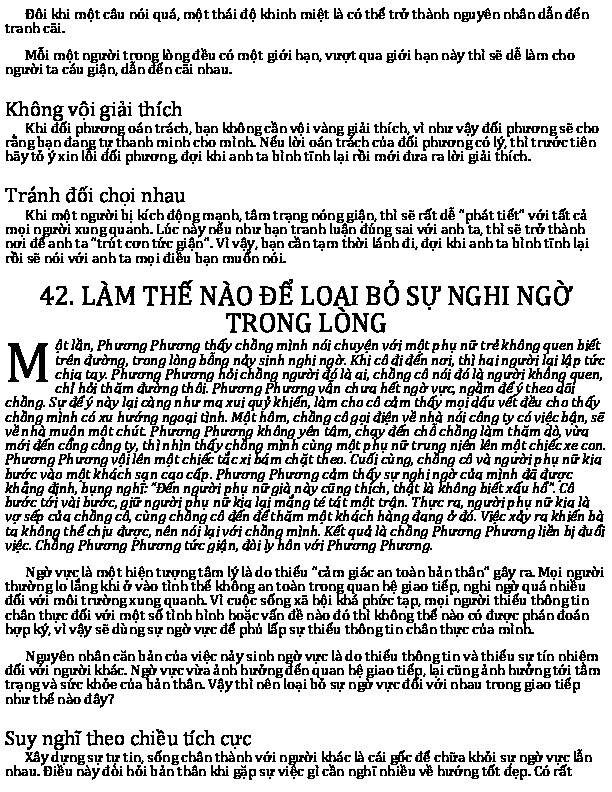 Đôi khi một câu nói quá, một thái độ khinh miệt là có thể trở thành nguyên nhân dẫn đến
tranh cãi.
Mỗi một người trong lòng đều có một giới hạn, vượt qua giới hạn này thì sẽ dễ làm cho
người ta cáu giận, dẫn đến cãi nhau.
Không vội giải thích
Khi đối phương oán trách, bạn không cần vội vàng giải thích, vì như vậy đối phương sẽ cho
rằng bạn đang tự thanh minh cho mình. Nếu lời oán trách của đối phương có lý, thì trước tiên
hãy tỏ ý xin lỗi đối phương, đợi khi anh ta bình tĩnh lại rồi mới đưa ra lời giải thích.
Tránh đối chọi nhau
Khi một người bị kích động mạnh, tâm trạng nóng giận, thì sẽ rất dễ “phát tiết” với tất cả
mọi người xung quanh. Lúc này nếu như bạn tranh luận đúng sai với anh ta, thì sẽ trở thành
nơi để anh ta “trút cơn tức giận”. Vì vậy, bạn cần tạm thời lánh đi, đợi khi anh ta bình tĩnh lại
rồi sẽ nói với anh ta mọi điều bạn muốn nói.
42. LÀM THẾ NÀO ĐỂ LOẠI BỎ SỰ NGHI NGỜ
TRONG LÒNG
Một lần, Phương Phương thấy chồng mình nói chuyện với một phụ nữ trẻ không quen biết
trên đường, trong lòng bỗng nảy sinh nghi ngờ. Khi cô đi đến nơi, thì hai người lại lập tức
chia tay. Phương Phương hỏi chồng người đó là ai, chồng cô nói đó là người không quen,
chỉ hỏi thăm đường thôi. Phương Phương vẫn chưa hết ngờ vực, ngầm để ý theo dõi
chồng. Sự để ý này lại càng như ma xui quỷ khiến, làm cho cô cảm thấy mọi dấu vết đều cho thấy
chồng mình có xu hướng ngoại tình. Một hôm, chồng cô gọi điện về nhà nói công ty có việc bận, sẽ
về nhà muộn một chút. Phương Phương không yên tâm, chạy đến chỗ chồng làm thăm dò, vừa
mới đến cổng công ty, thì nhìn thấy chồng mình cùng một phụ nữ trung niên lên một chiếc xe con.
Phương Phương vội lên một chiếc tắc xi bám chặt theo. Cuối cùng, chồng cô và người phụ nữ kia
bước vào một khách sạn cao cấp. Phương Phương cảm thấy sự nghi ngờ của mình đã được
khẳng định, bụng nghĩ: “Đến người phụ nữ già này cũng thích, thật là không biết xấu hổ”. Cô
bước tới vài bước, giữ người phụ nữ kia lại mắng té tát một trận. Thực ra, người phụ nữ kia là
vợ sếp của chồng cô, cùng chồng cô đến để thăm một khách hàng đang ở đó. Việc xảy ra khiến bà
ta không thể chịu được, nên nói lại với chồng mình. Kết quả là chồng Phương Phương liền bị đuổi
việc. Chồng Phương Phương tức giận, đòi ly hôn với Phương Phương.
Ngờ vực là một hiện tượng tâm lý là do thiếu “cảm giác an toàn bản thân” gây ra. Mọi người
thường lo lắng khi ở vào tình thế không an toàn trong quan hệ giao tiếp, nghi ngờ quá nhiều
đối với môi trường xung quanh. Vì cuộc sống xã hội khá phức tạp, mọi người thiếu thông tin
chân thực đối với một số tình hình hoặc vấn đề nào đó thì không thể nào có được phán đoán
hợp ký, vì vậy sẽ dùng sự ngờ vực để phủ lấp sự thiếu thông tin chân thực của mình.
Nguyên nhân căn bản của việc nảy sinh ngờ vực là do thiếu thông tin và thiếu sự tín nhiệm
đối với người khác. Ngờ vực vừa ảnh hưởng đến quan hệ giao tiếp, lại cũng ảnh hưởng tới tâm
trạng và sức khỏe của bản thân. Vậy thì nên loại bỏ sự ngờ vực đối với nhau trong giao tiếp
như thế nào đây?
Suy nghĩ theo chiều tích cực
Xây dựng sự tự tin, sống chân thành với người khác là cái gốc để chữa khỏi sự ngờ vực lẫn
nhau. Điều này đòi hỏi bản thân khi gặp sự việc gì cần nghĩ nhiều về hướng tốt đẹp. Có rất